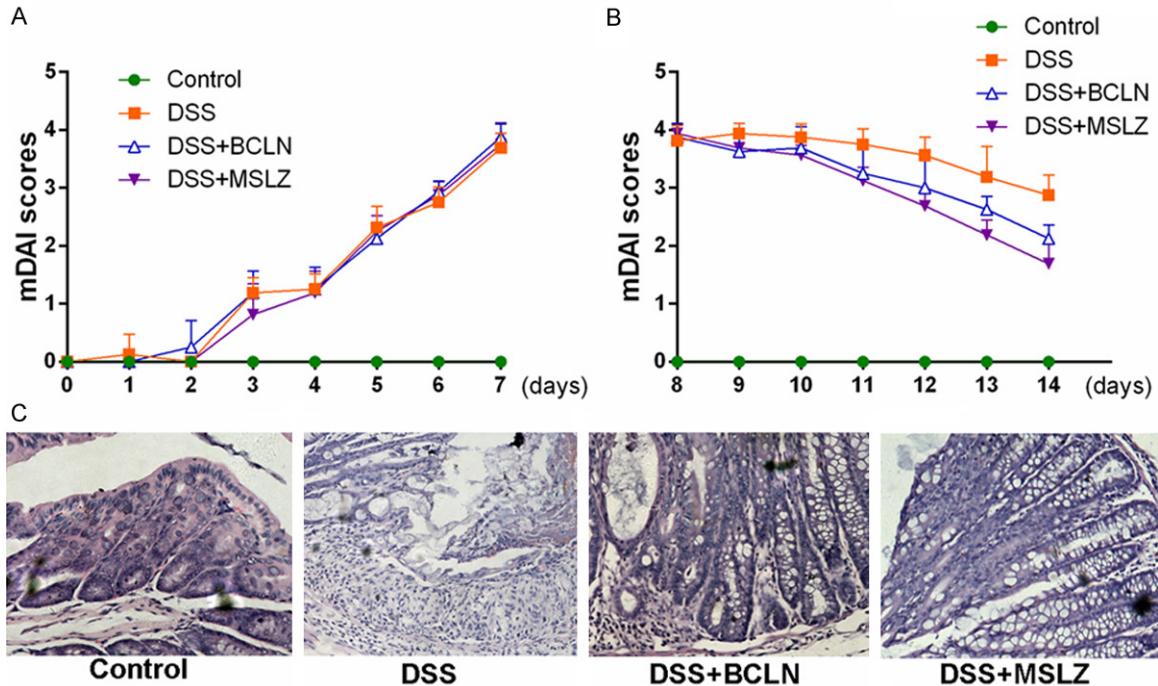 A
mDAI scores
5
4
3
2
1
0
Control
DSS
DSS+BCLN
DSS+MSLZ
0 1 2 3 4 5 6 7 (days)
B
mDAI scores
5
4
3
2
1
0
Control
DSS
DSS+BCLN
DSS+MSLZ
8 9 10 11 12 13 14 (days)
C
Control
DSS
DSS+BCLN
DSS+MSLZ